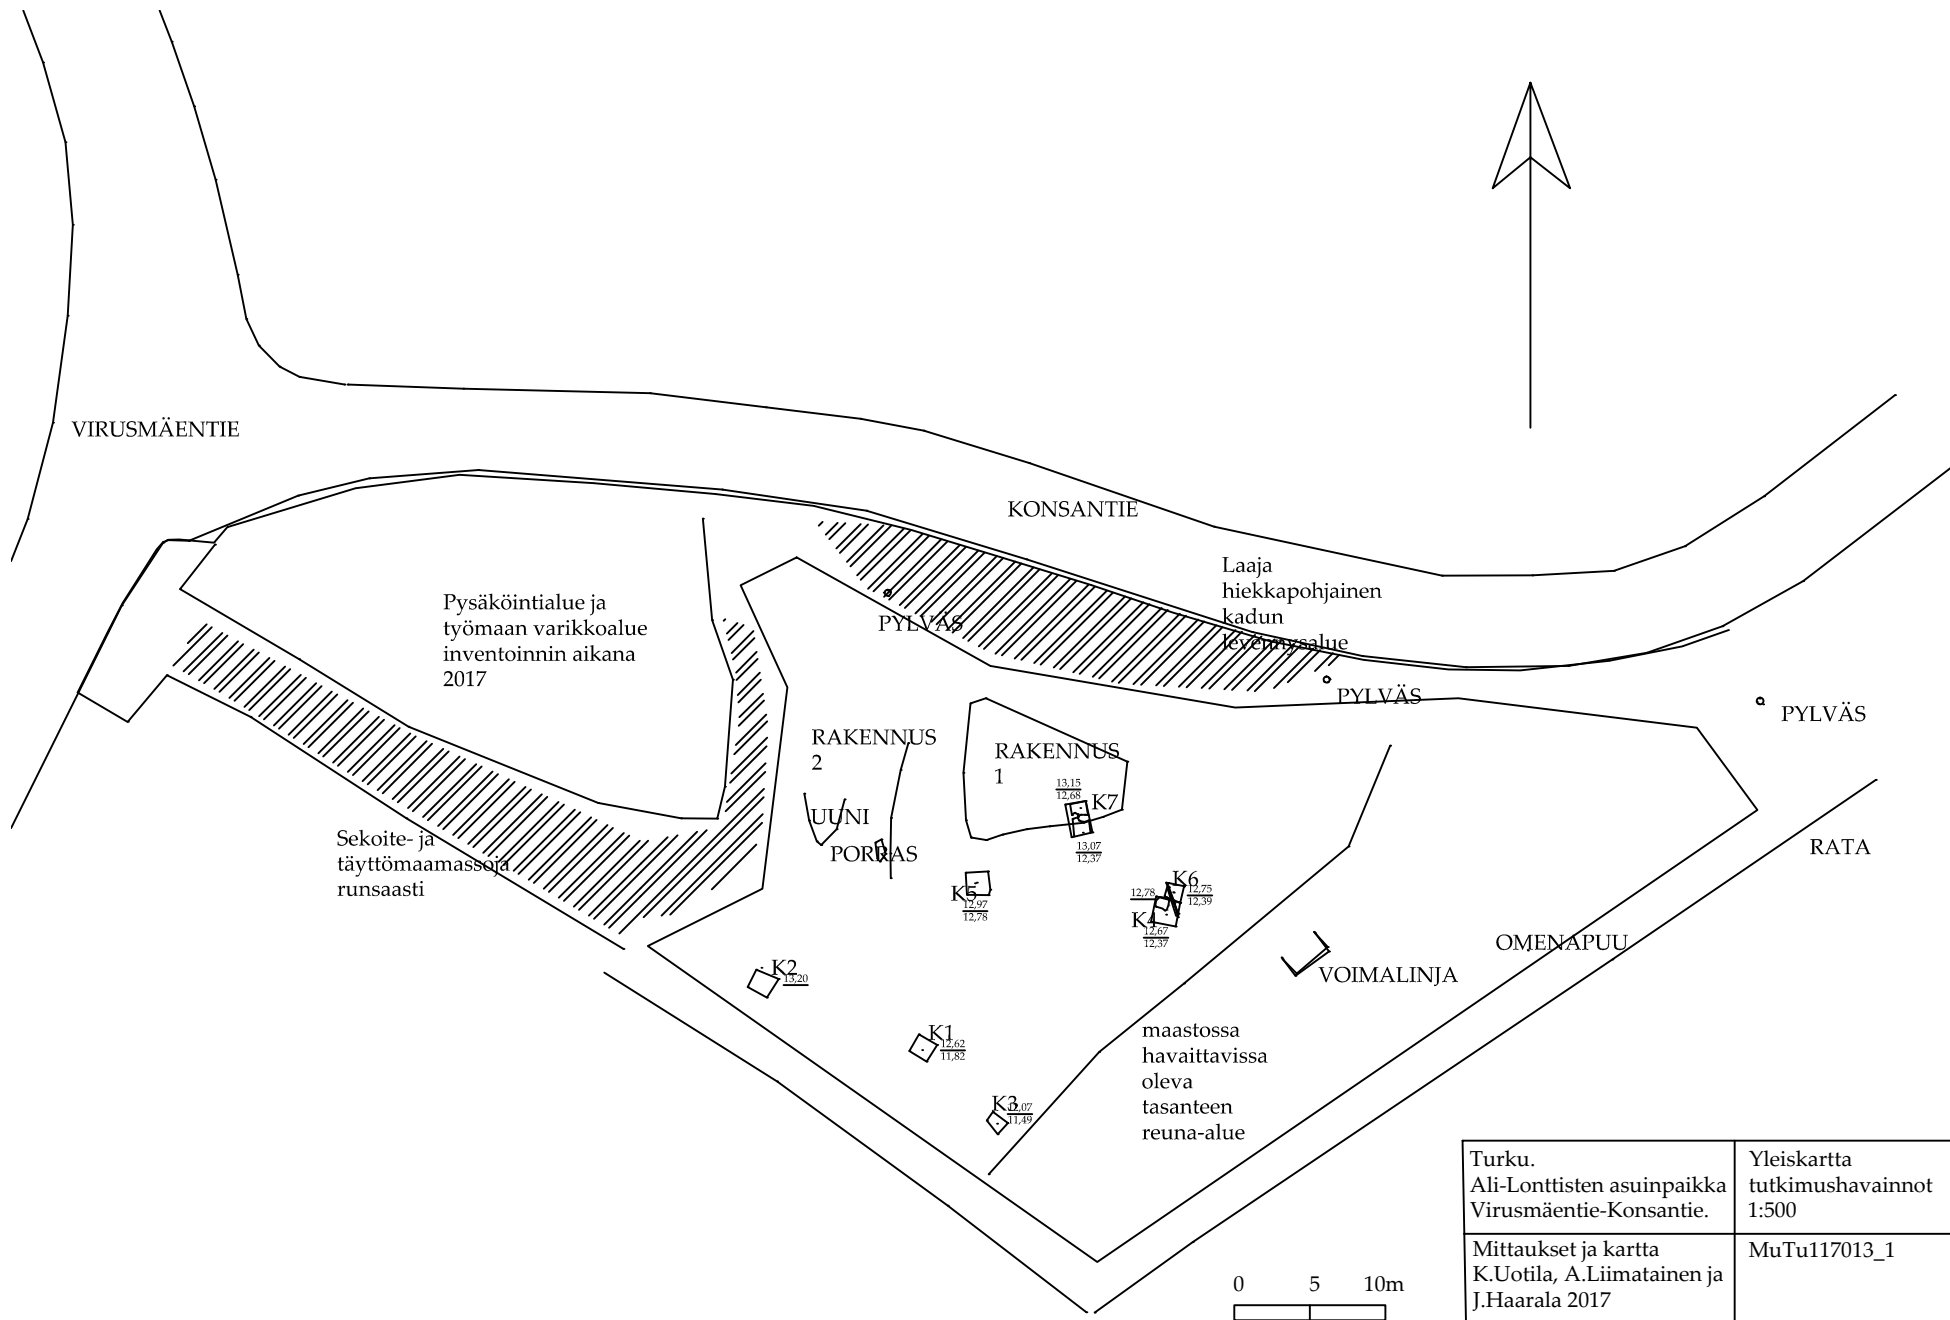 VIRUSMÄENTIE
KONSANTIE
Laaja
hiekkapohjainen
kadun
levennysalue
Pysäköintialue ja
työmaan varikkoalue
inventoinnin aikana
2017
PYLVÄS
PYLVÄS
PYLVÄS
RAKENNUS
2
RAKENNUS
1
13,15
12,68
K7
UUNI
PORRAS
13,07
12,37
RATA
Sekoite- ja
täyttömaamassoja
runsaasti
K5
12,97
12,78
K6
12,75
12,39
12,78
K4
12,67
12,37
OMENAPUU
VOIMALINJA
K2
13,20
K1
12,62
11,82
maastossa
havaittavissa
oleva
tasanteen
reuna-alue
K3
12,07
11,49
Turku.
Ali-Lonttisten asuinpaikka
Virusmäentie-Konsantie.
Yleiskartta
tutkimushavainnot
1:500
Mittaukset ja kartta
K.Uotila, A.Liimatainen ja
J.Haarala 2017
MuTu117013_1
0 5 10m